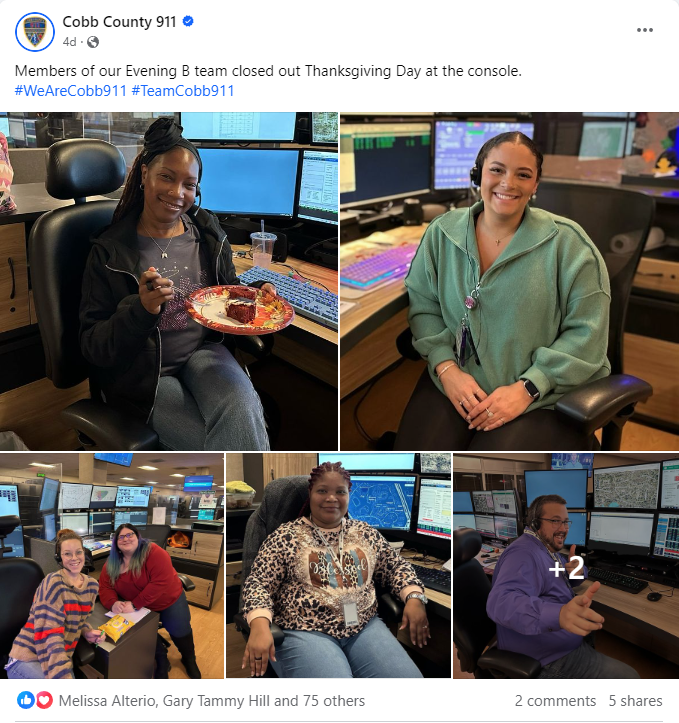 Cobb County 911
4d ·
Members of our Evening B team closed out Thanksgiving Day at the console.
#WeAreCobb911 #TeamCobb911
Blessed
+2
Melissa Alterio, Gary Tammy Hill and 75 others
2 comments 5 shares